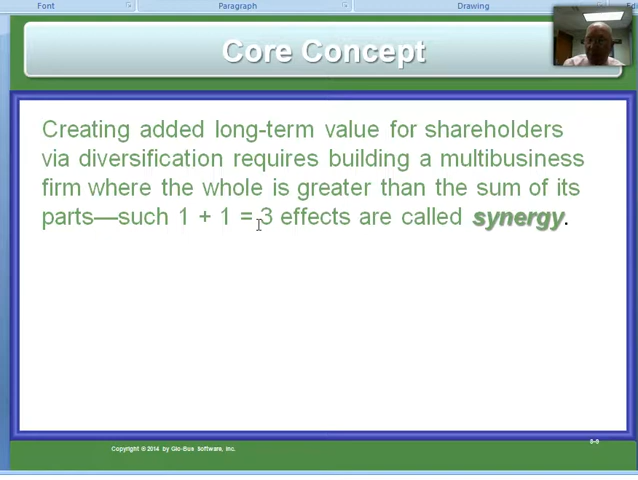 Font Paragraph Drawing
Core Concept
Creating added long-term value for shareholders
via diversification requires building a multibusiness
firm where the whole is greater than the sum of its
parts—such 1 + 1 = 3 effects are called synergy.
8-9
Copyright ® 2014 by Glo-Bus Software, Inc.